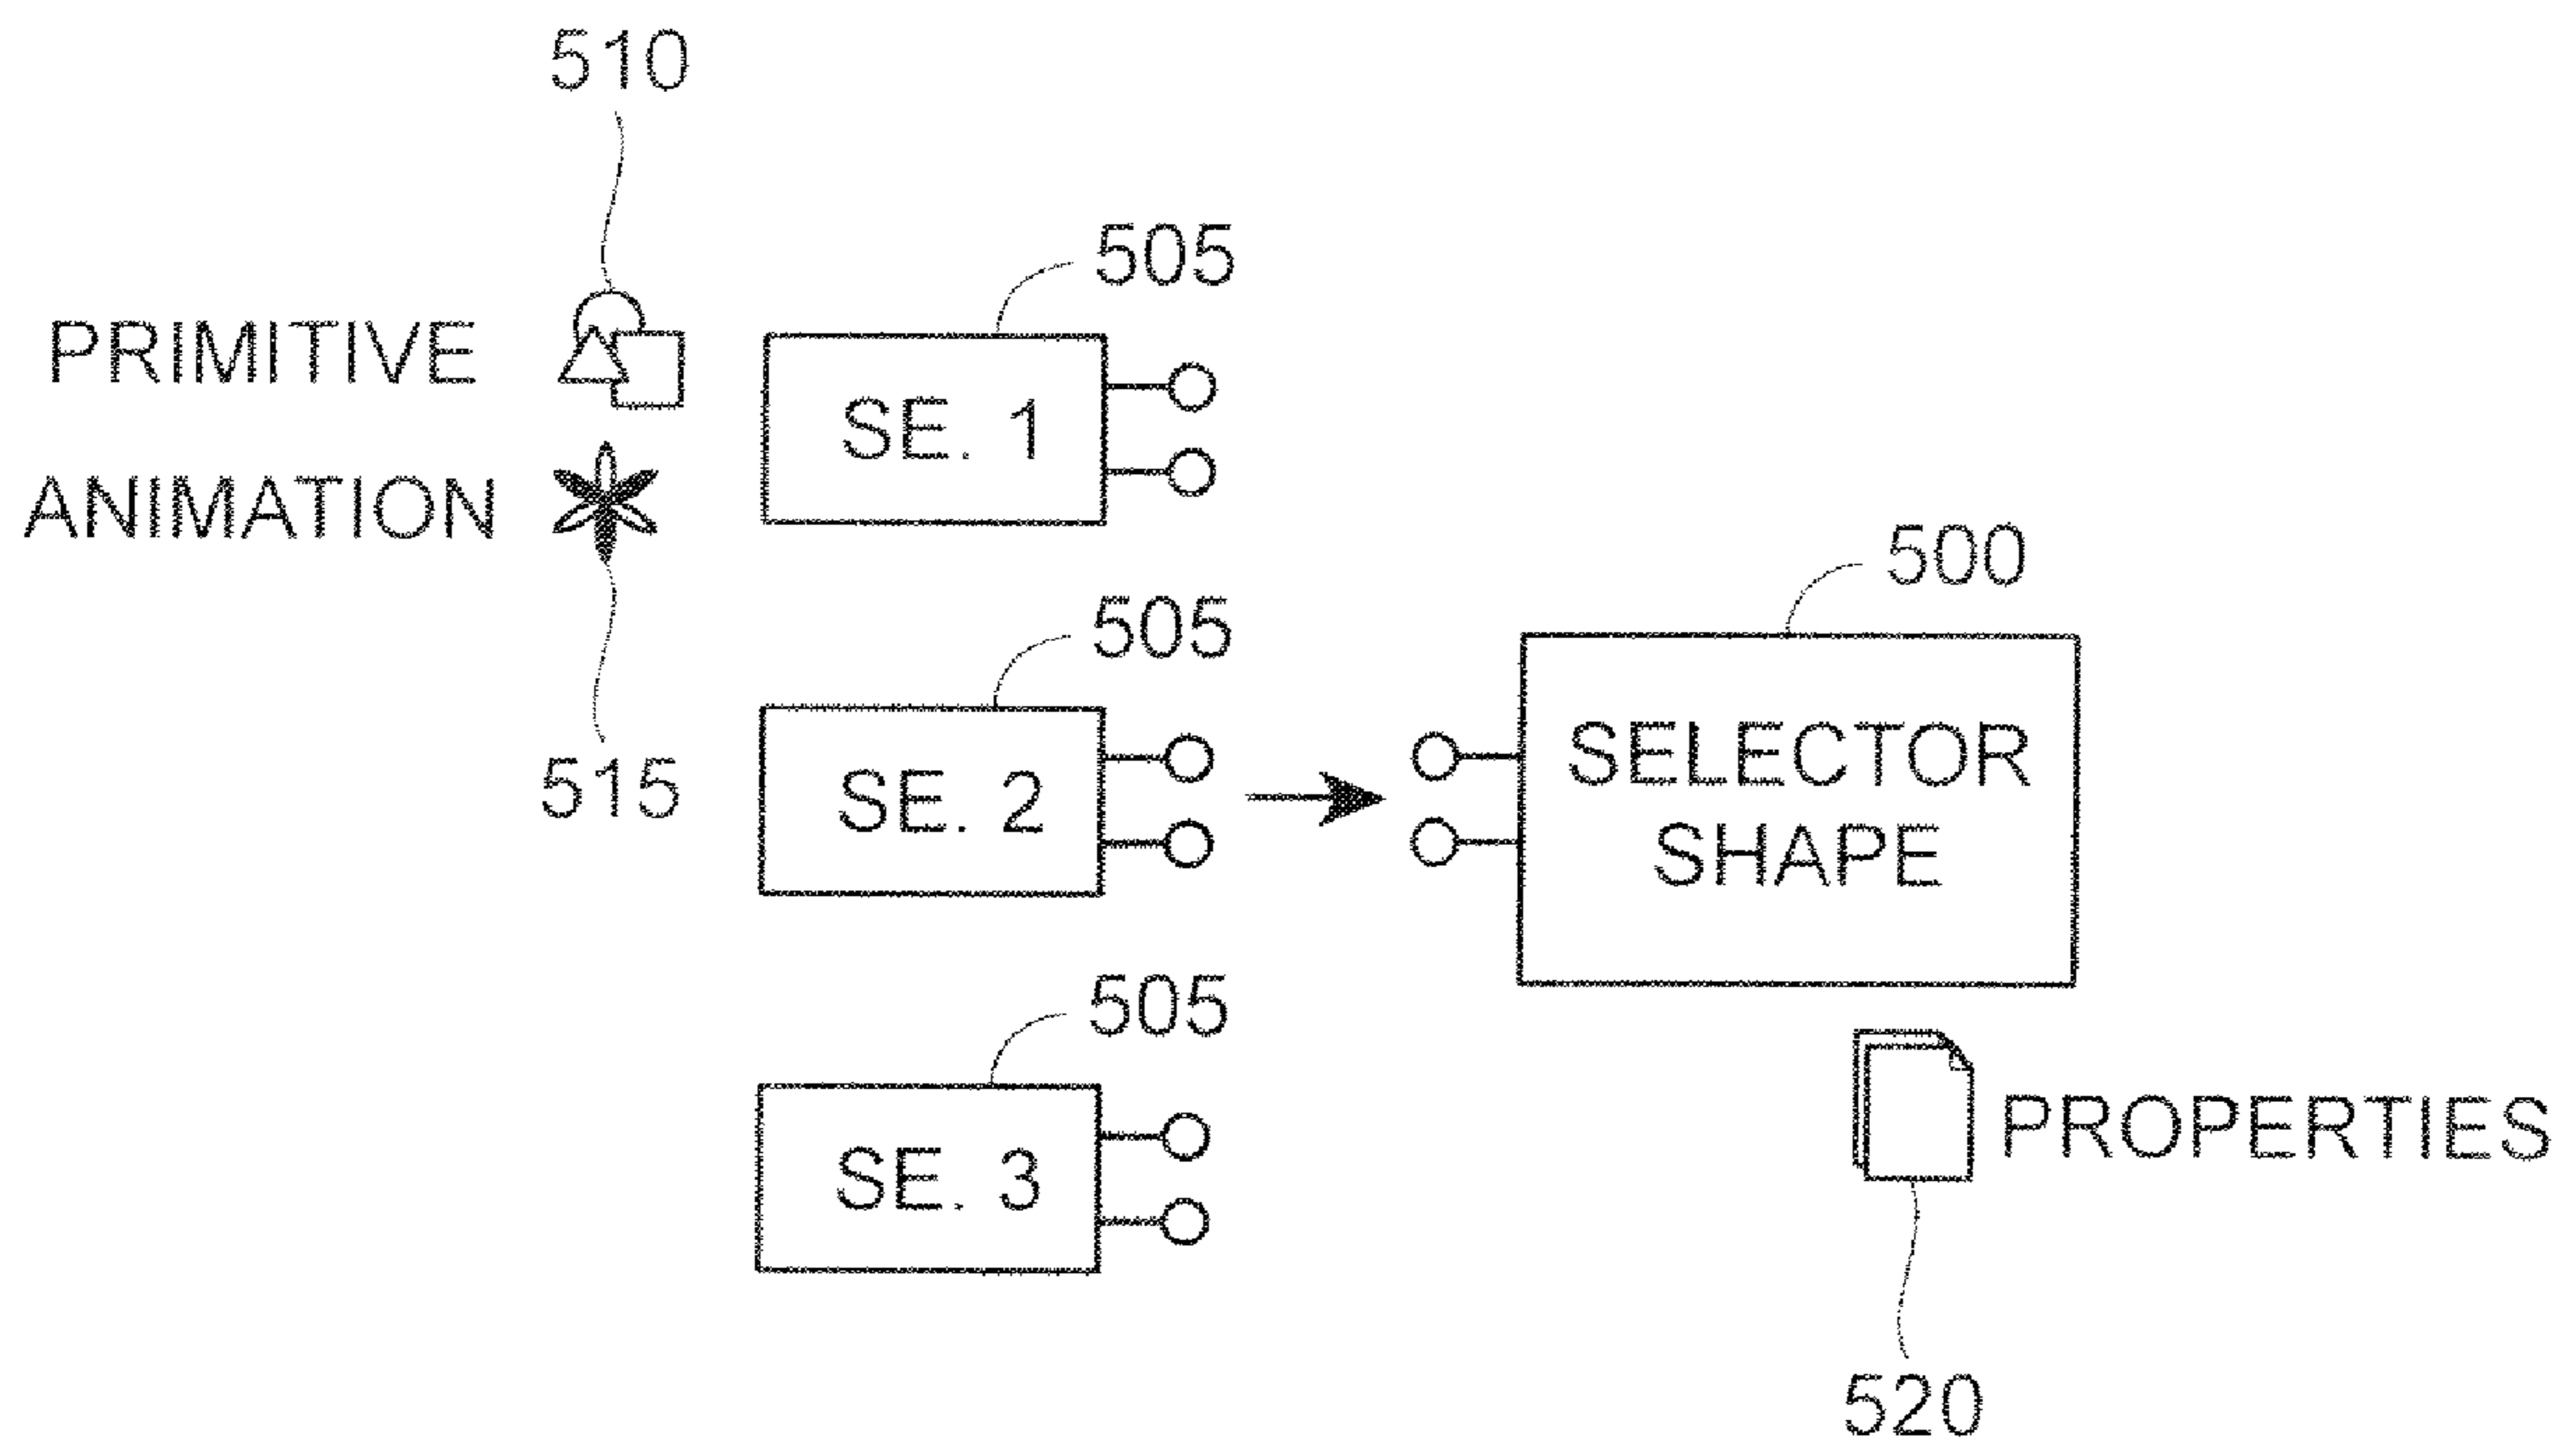 510
505
PRIMITIVE
SE. 1
ANIMATION
500
505
SELECTOR
SHAPE
515
SE. 2
505
PROPERTIES
SE. 3
520